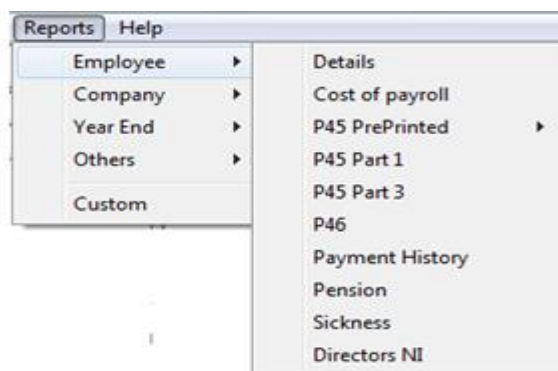 Reports Help
Employee
Company
Year End
Others
Custom
Details
Cost of payroll
P45 PrePrinted
P45 Part 1
P45 Part 3
P46
Payment History
Pension
Sickness
Directors NI